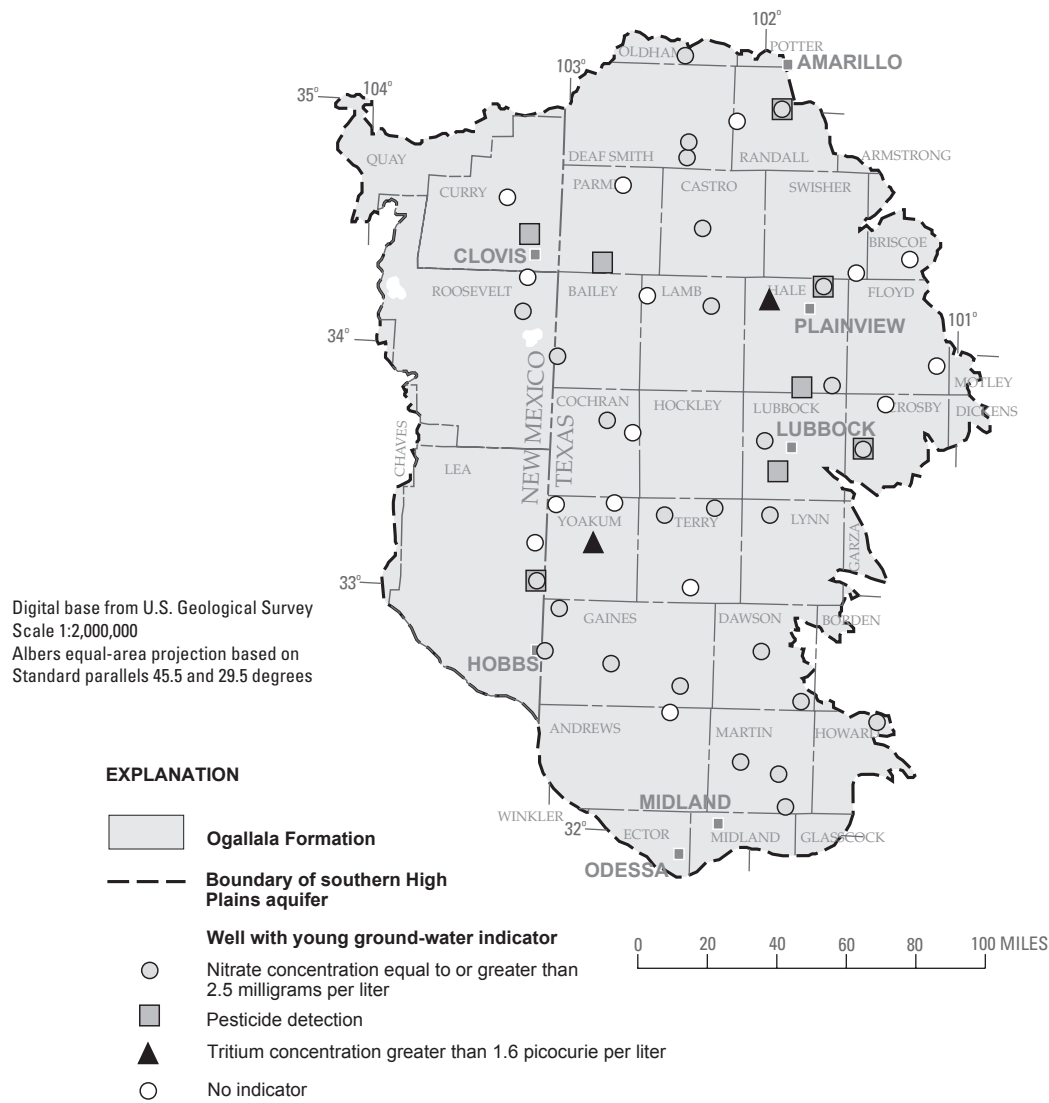 102°
POTTER
OLDHAM
AMARILLO
103°
35°
104°
QUAY
DEAF SMITH
RANDALL
ARMSTRONG
CURRY
CASTRO
SWISHER
BRISCOE
CLOVIS
ROOSEVELT
BAILEY
LAMB
HALE
FLOYD
PLAINVIEW
101°
34°
MOTLEY
NEW MEXICO
TEXAS
COCHRAN
HOCKLEY
LUBBOCK
CROSBY
DICKENS
LUBBOCK
CHAVES
LEA
YOAKUM
TERRY
LYNN
GARZA
33°
GAINES
DAWSON
BORDEN
HOBBS
ANDREWS
MARTIN
HOWARD
MIDLAND
WINKLER
32°
ECTOR
MIDLAND
GLASSCOCK
ODESSA
Digital base from U.S. Geological Survey
Scale 1:2,000,000
Albers equal-area projection based on
Standard parallels 45.5 and 29.5 degrees
EXPLANATION
Ogallala Formation
Boundary of southern High
Plains aquifer
Well with young ground-water indicator
Nitrate concentration equal to or greater than
2.5 milligrams per liter
Pesticide detection
Tritium concentration greater than 1.6 picocurie per liter
No indicator
0 20 40 60 80 100 MILES